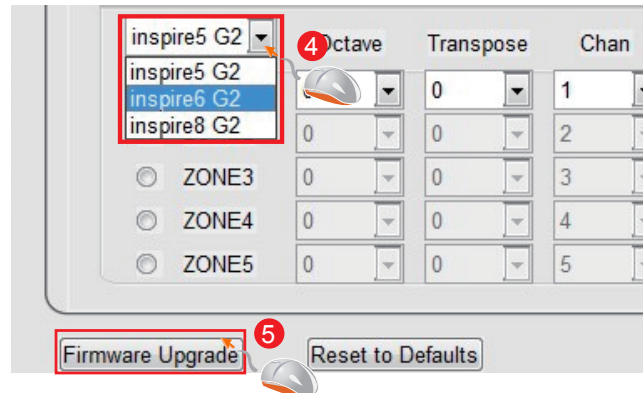 inspire5 G2 4 Octave Transpose Chan
inspire5 G2 0 1
inspire6 G2
inspire8 G2 0 0 2
ZONE3 0 0 3
ZONE4 0 0 4
ZONE5 0 0 5
5
Firmware Upgrade Reset to Defaults